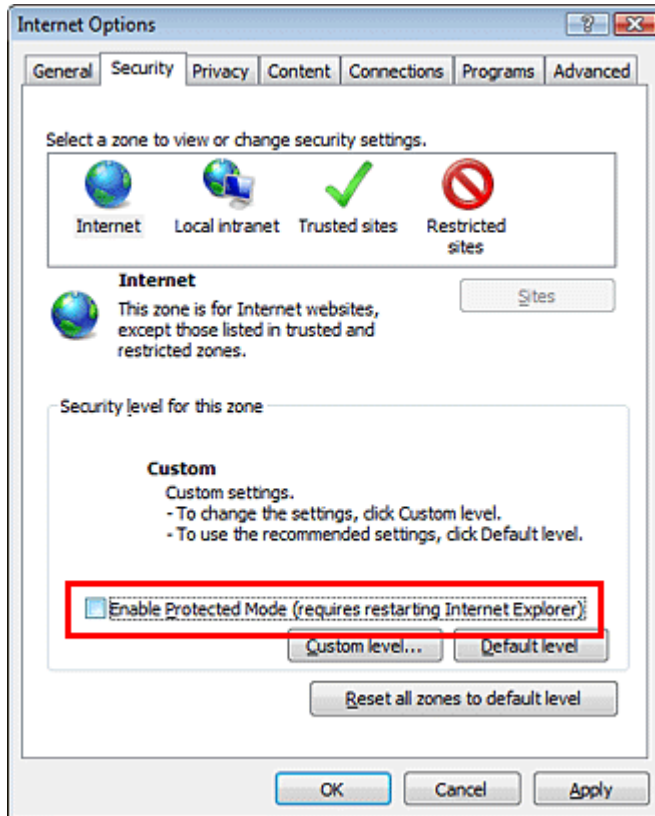 Internet Options
General Security Privacy Content Connections Programs Advanced
Select a zone to view or change security settings.
Internet Local intranet Trusted sites Restricted
sites
Internet
Sites
This zone is for Internet websites,
except those listed in trusted and
restricted zones.
Security level for this zone
Custom
Custom settings.
- To change the settings, click Custom level.
- To use the recommended settings, click Default level.
Enable Protected Mode (requires restarting Internet Explorer)
Custom level... Default level
Reset all zones to default level
OK Cancel Apply